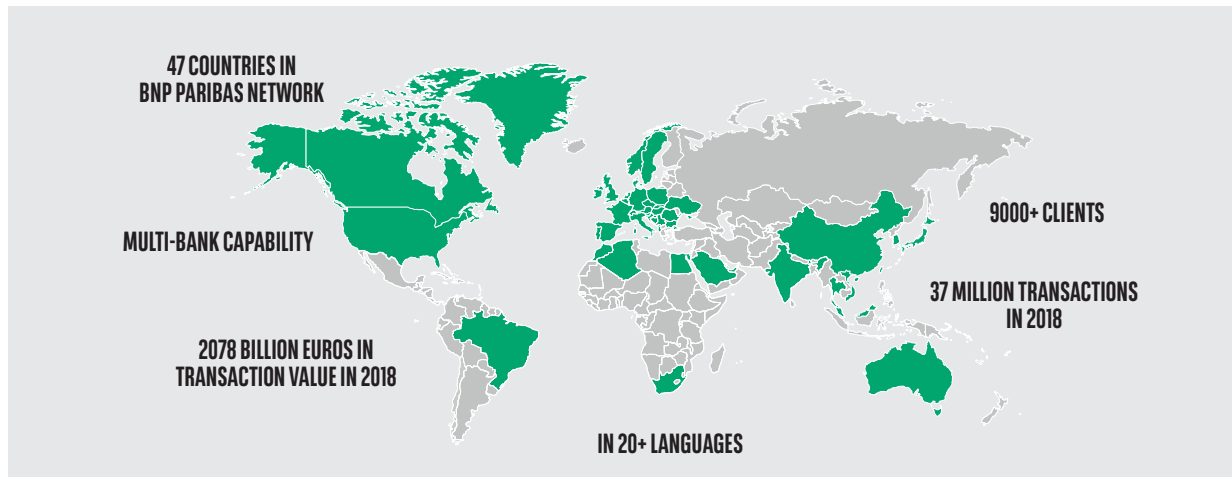 47 COUNTRIES IN
BNP PARIBAS NETWORK
MULTI-BANK CAPABILITY
2078 BILLION EUROS IN
TRANSACTION VALUE IN 2018
IN 20+ LANGUAGES
9000+ CLIENTS
37 MILLION TRANSACTIONS
IN 2018